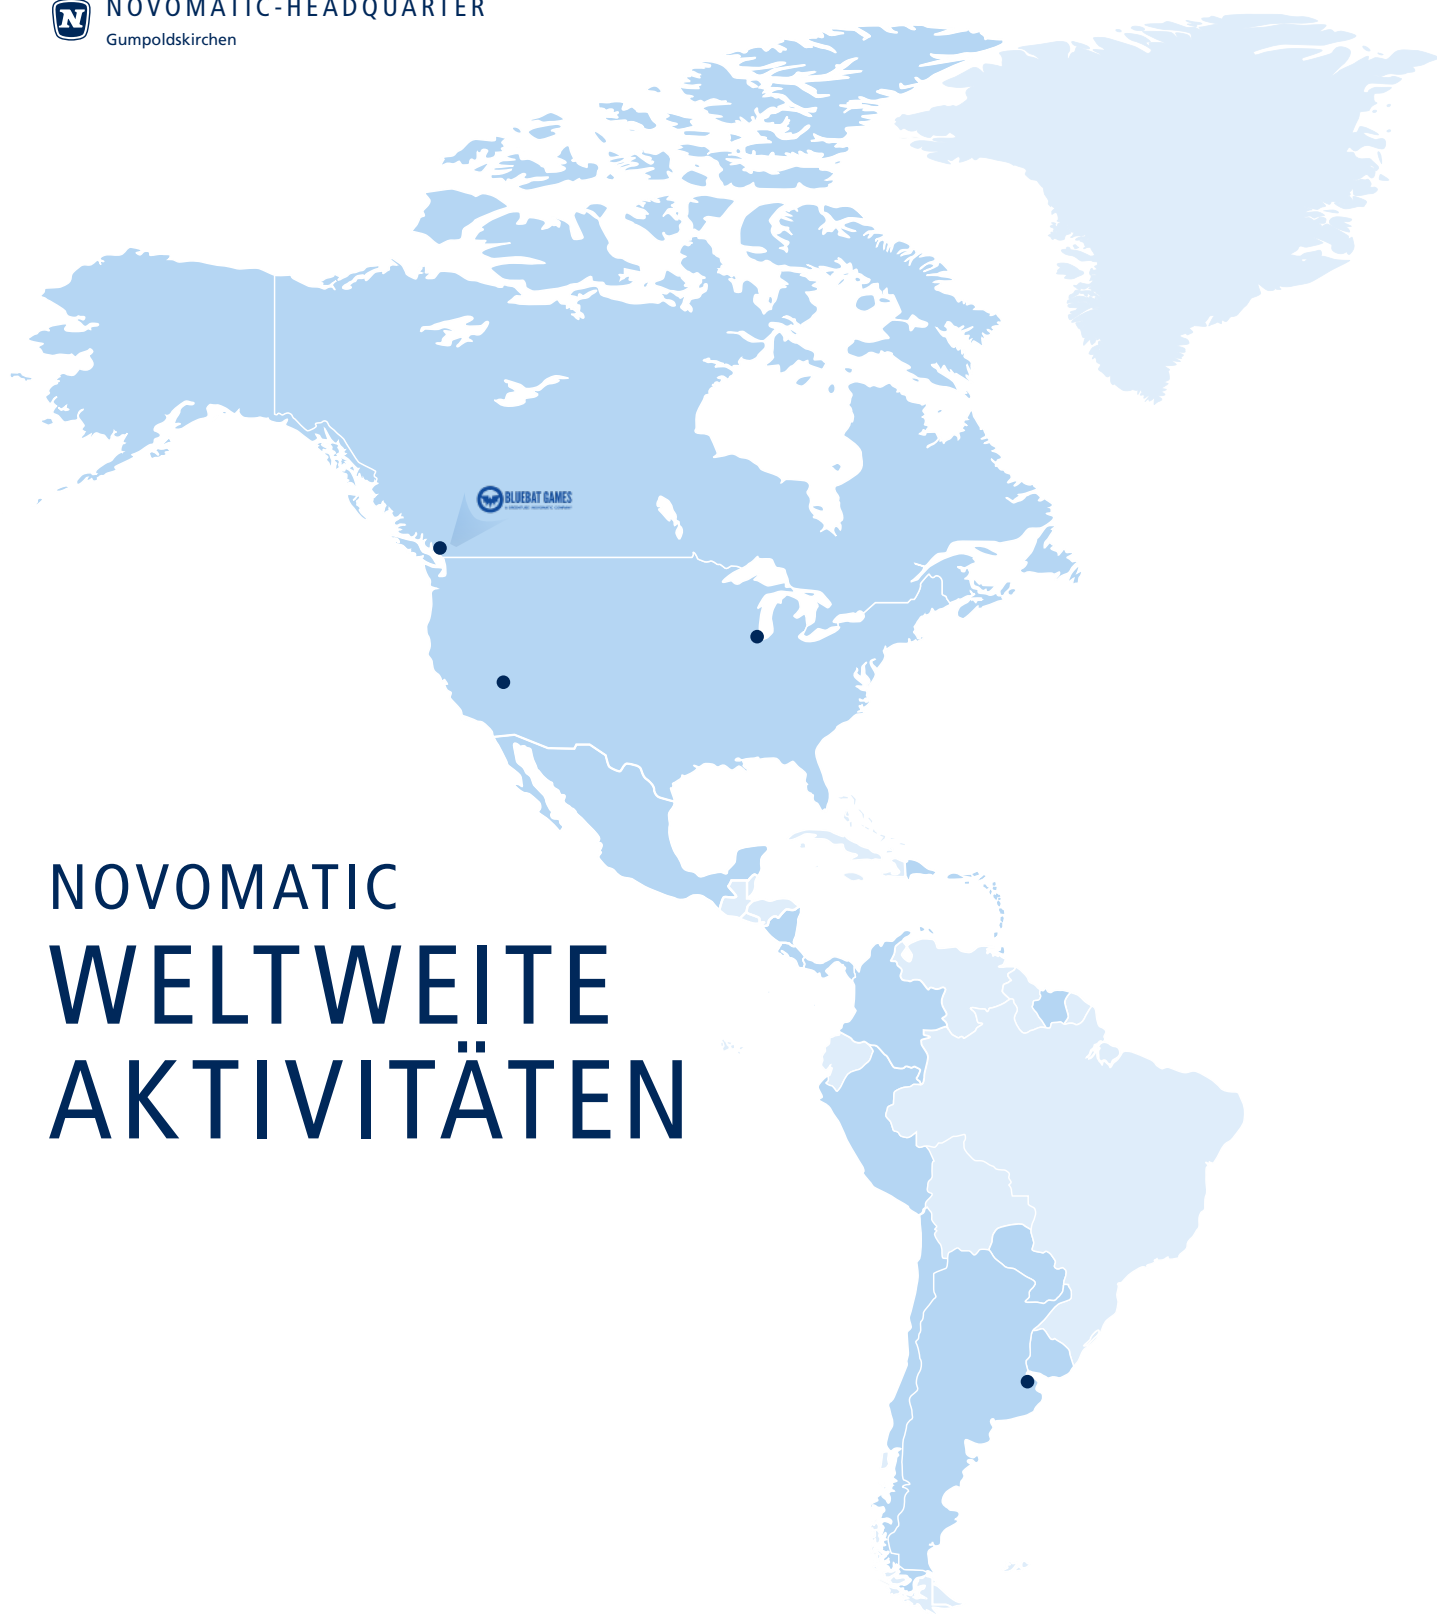 NOVOMATIC-HEADQUARTER
Gumpoldskirchen
BLUEBAT GAMES
NOVOMATIC
WELTWEITE
AKTIVITÄTEN